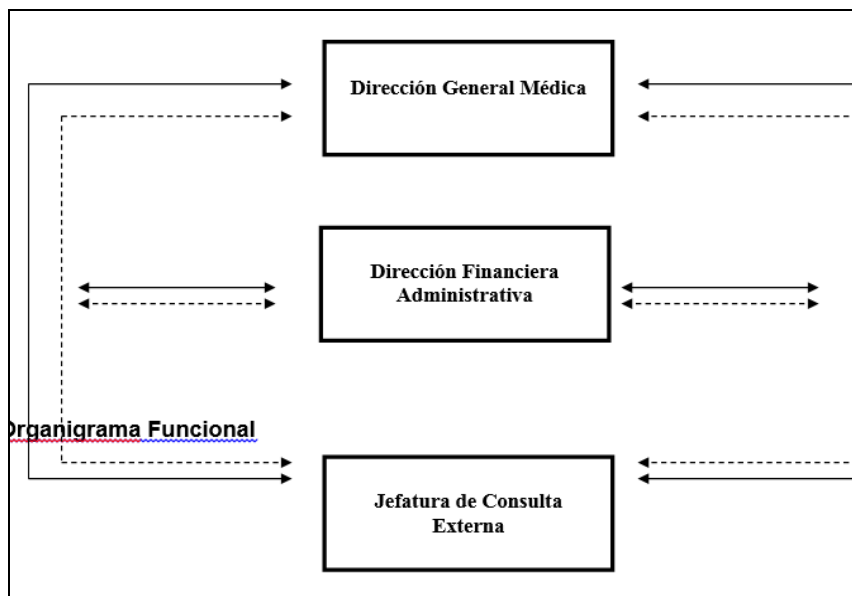 Dirección General Médica
Dirección Financiera
Administrativa
Organigrama Funcional
Jefatura de Consulta
Externa